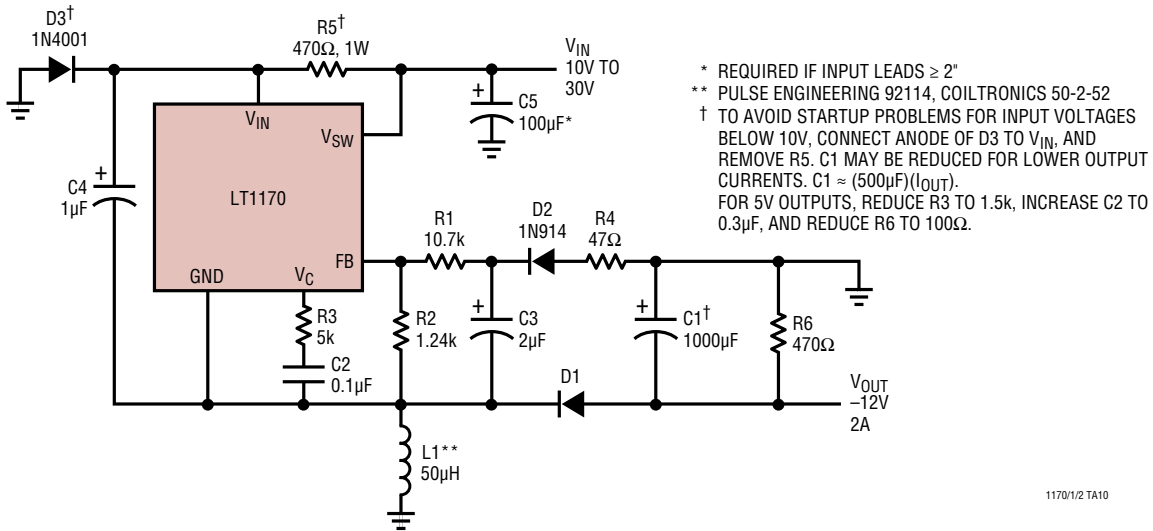 D3†
1N4001
R5†
470Ω, 1W
VIN
10V TO
30V
+
C5
100µF*
VIN
VSW
LT1170
GND
VC
FB
+
C4
1µF
R1
10.7k
D2
1N914
R4
47Ω
R3
5k
C2
0.1µF
R2
1.24k
+
C3
2µF
+
C1†
1000µF
R6
470Ω
D1
VOUT
–12V
2A
L1**
50µH
* REQUIRED IF INPUT LEADS ≥ 2"
** PULSE ENGINEERING 92114, COILTRONICS 50-2-52
† TO AVOID STARTUP PROBLEMS FOR INPUT VOLTAGES
BELOW 10V, CONNECT ANODE OF D3 TO VIN, AND
REMOVE R5. C1 MAY BE REDUCED FOR LOWER OUTPUT
CURRENTS. C1 ≈ (500µF)(IOUT).
FOR 5V OUTPUTS, REDUCE R3 TO 1.5k, INCREASE C2 TO
0.3µF, AND REDUCE R6 TO 100Ω.
1170/1/2 TA10